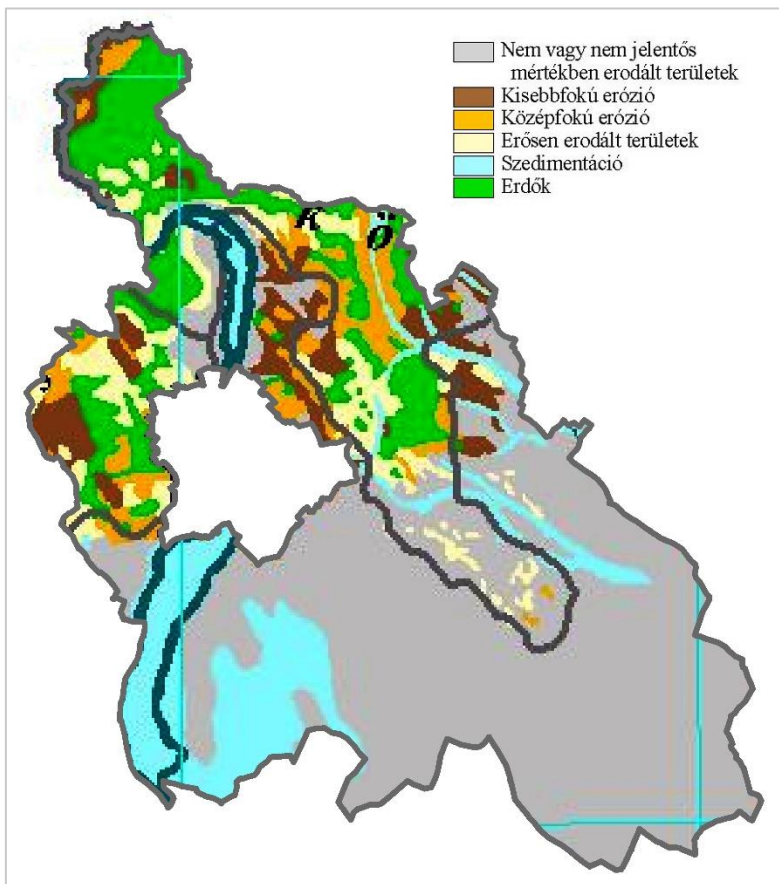 Nem vagy nem jelentős
mértékben erodált területek
Kisebbfokú erózió
Középfokú erózió
Erősen erodált területek
Szedimentáció
Erdők
K
Ö